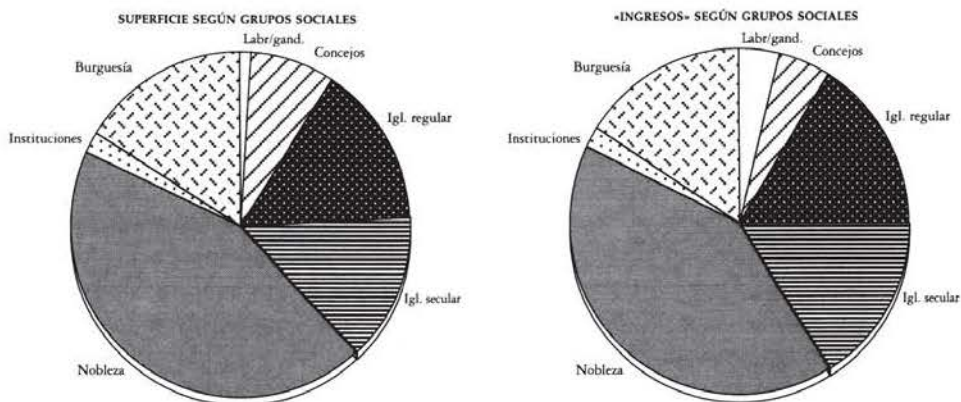 SUPERFICIE SEGÚN GRUPOS SOCIALES
Labr/gand.
Concejos
Burguesía
Igl. regular
Instituciones
Igl. secular
Nobleza
«INGRESOS» SEGÚN GRUPOS SOCIALES
Labr/gand.
Concejos
Burguesía
Igl. regular
Instituciones
Igl. secular
Nobleza